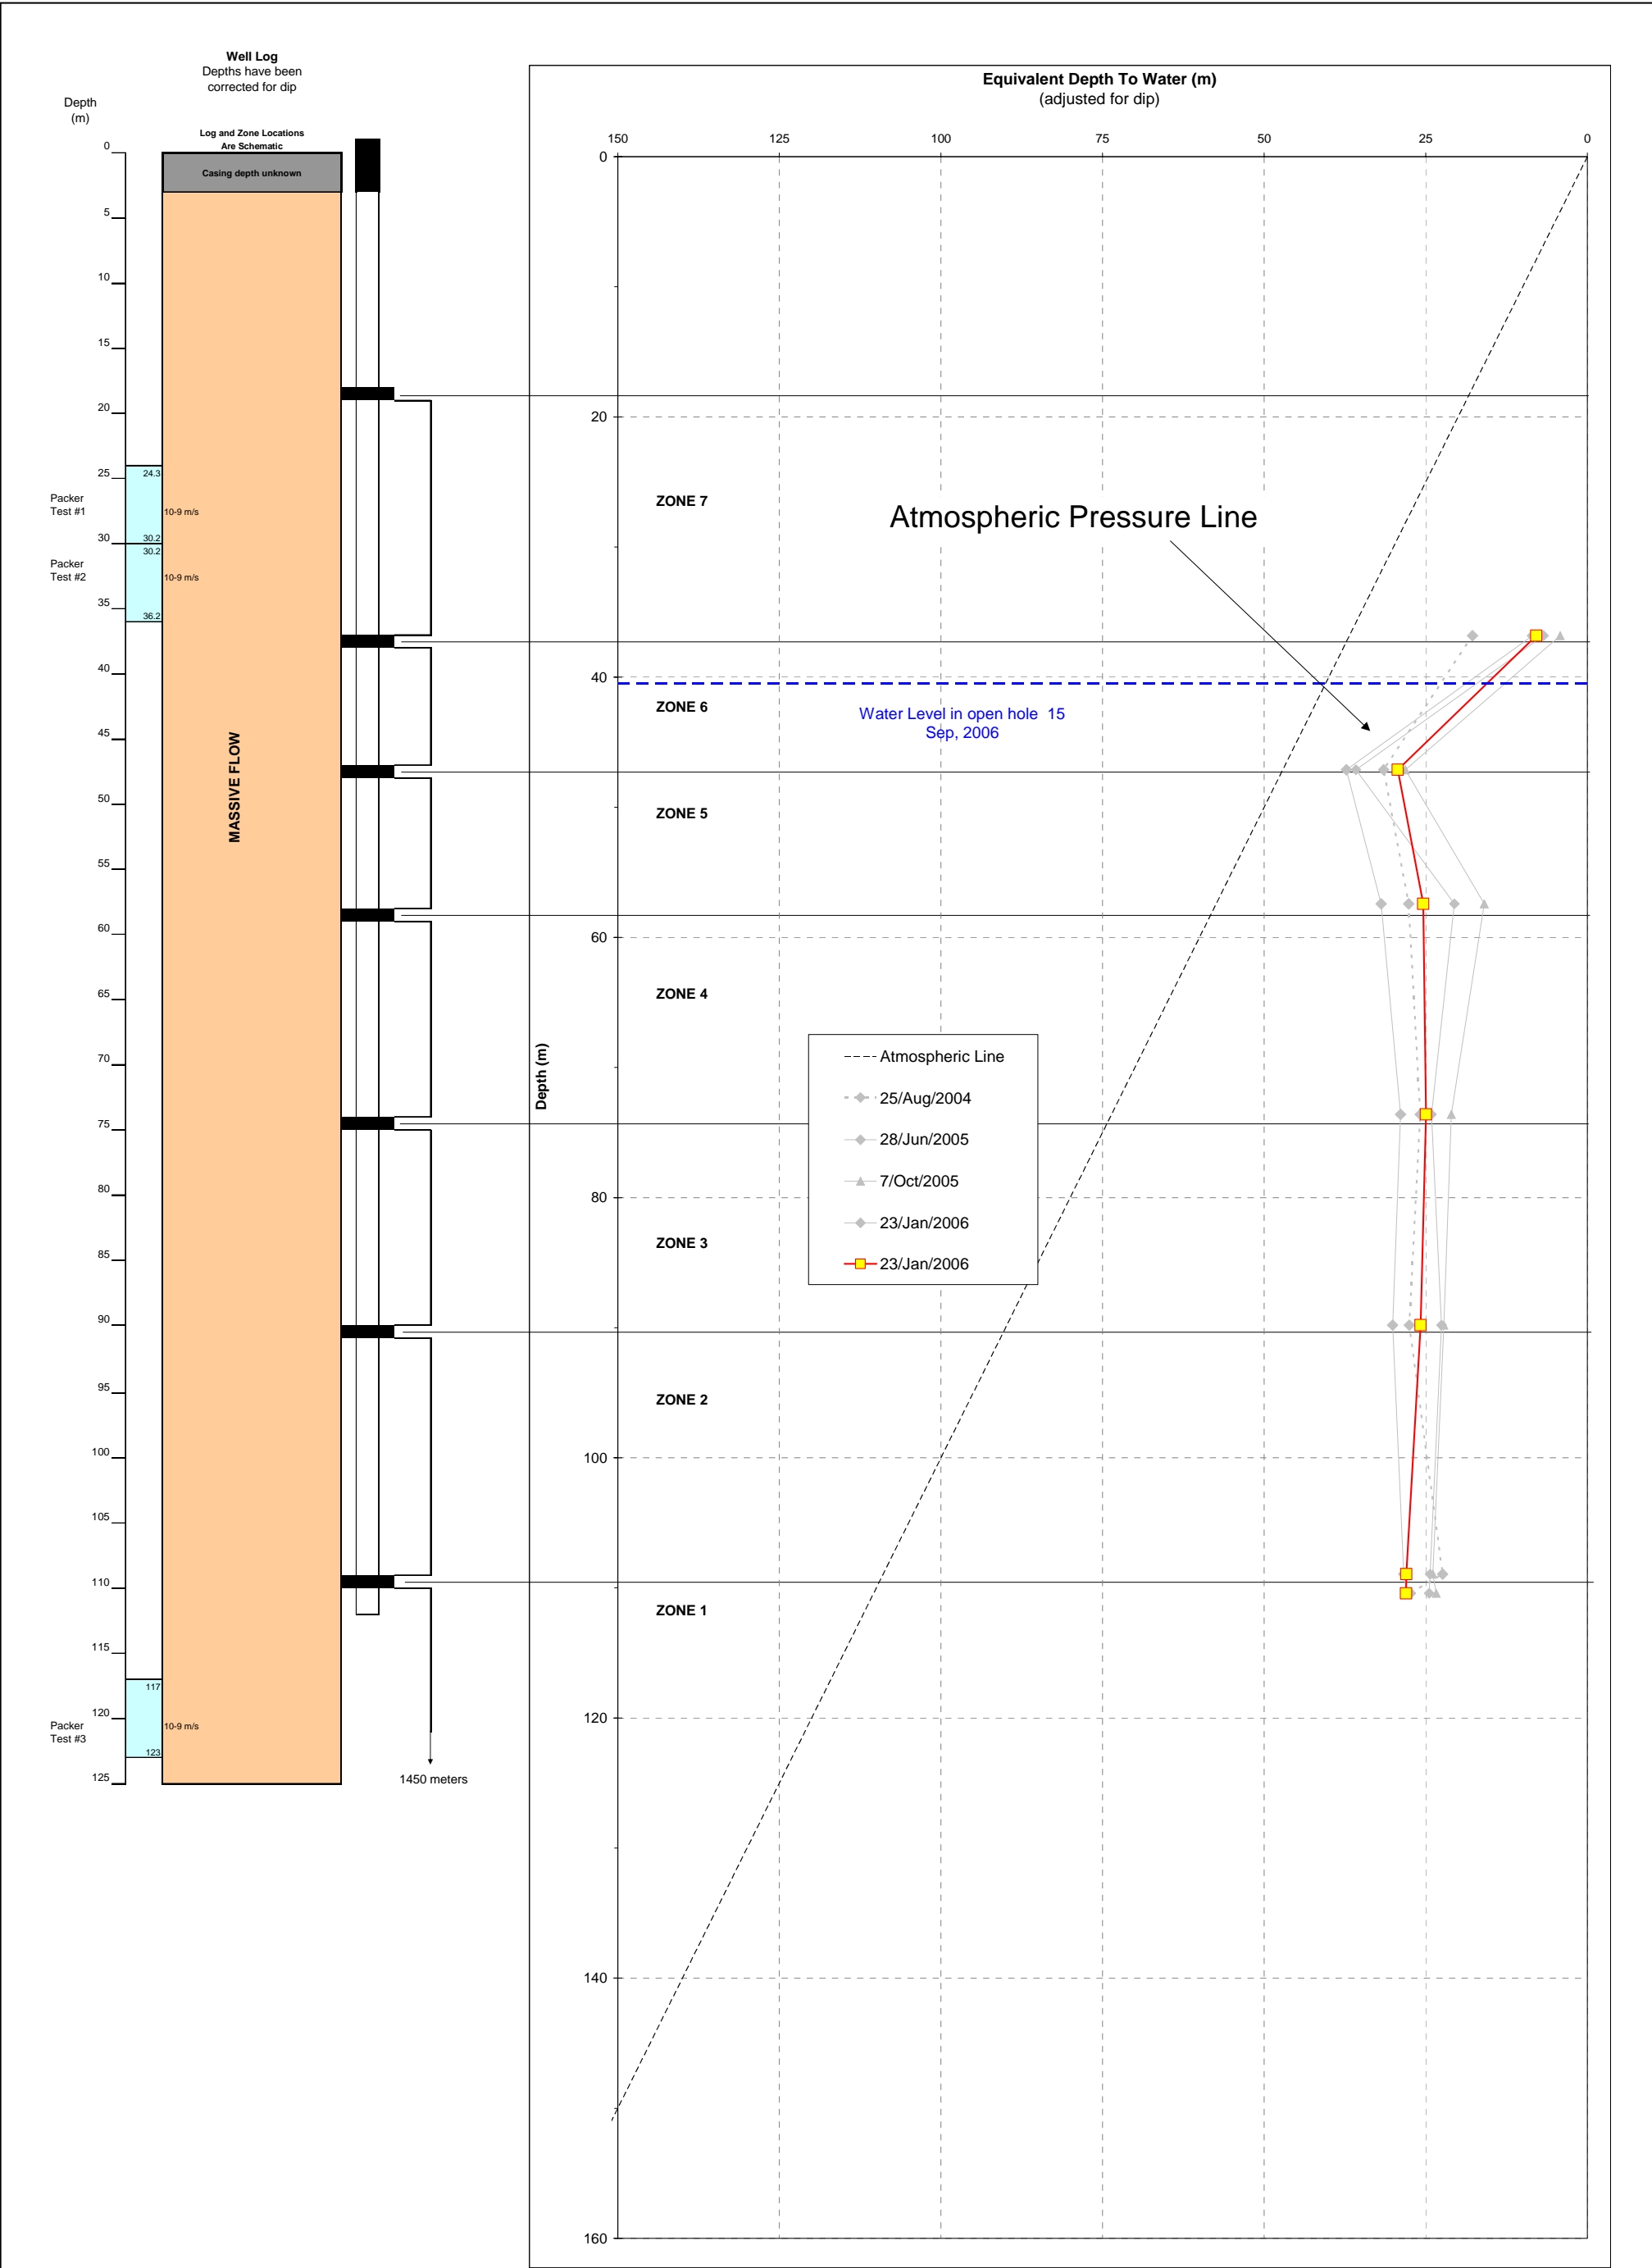 Well Log
Depths have been
corrected for dip
Depth
(m)
Log and Zone Locations
Are Schematic
Casing depth unknown
0
5
10
15
20
25
30
35
40
45
50
55
60
65
70
75
80
85
90
95
100
105
110
115
120
125
Packer
Test #1
24.3
10-9 m/s
30.2
Packer
Test #2
30.2
10-9 m/s
36.2
MASSIVE FLOW
Packer
Test #3
117
10-9 m/s
123
1450 meters
Equivalent Depth To Water (m)
(adjusted for dip)
150 125 100 75 50 25 0
0
20
40
60
80
100
120
140
160
Depth (m)
ZONE 7
Atmospheric Pressure Line
ZONE 6
Water Level in open hole 15
Sep, 2006
ZONE 5
ZONE 4
Atmospheric Line
25/Aug/2004
28/Jun/2005
7/Oct/2005
23/Jan/2006
23/Jan/2006
ZONE 3
ZONE 2
ZONE 1